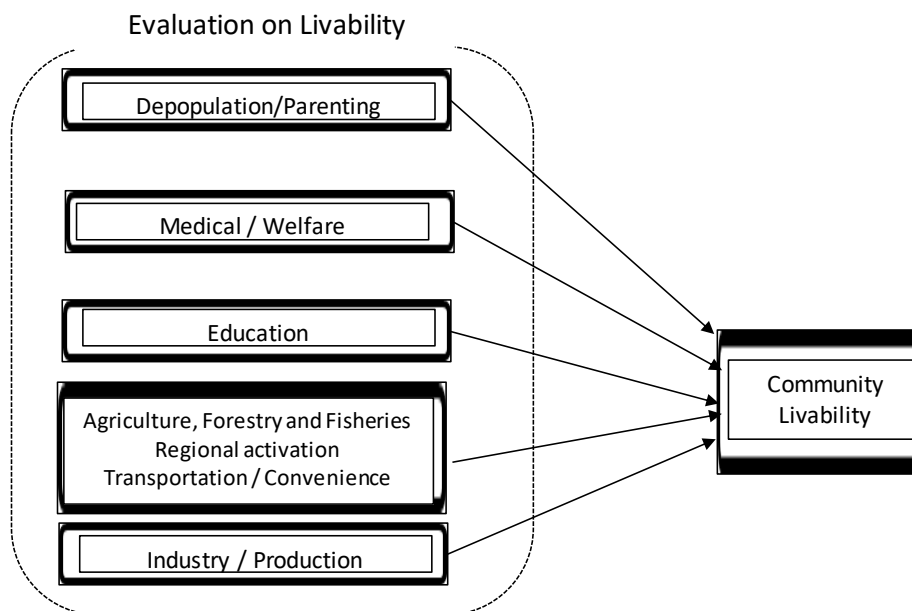 Evaluation on Livability
Depopulation/Parenting
Medical / Welfare
Education
Agriculture, Forestry and Fisheries
Regional activation
Transportation / Convenience
Industry / Production
Community
Livability